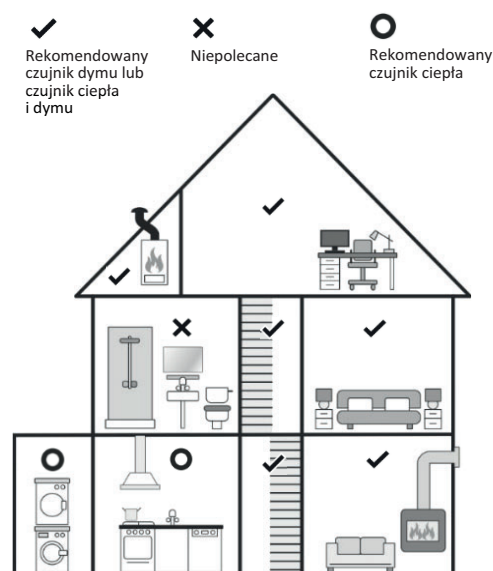 Rekomendowany
czujnik dymu lub
czujnik ciepła
i dymu
Niepolecane
Rekomendowany
czujnik ciepła